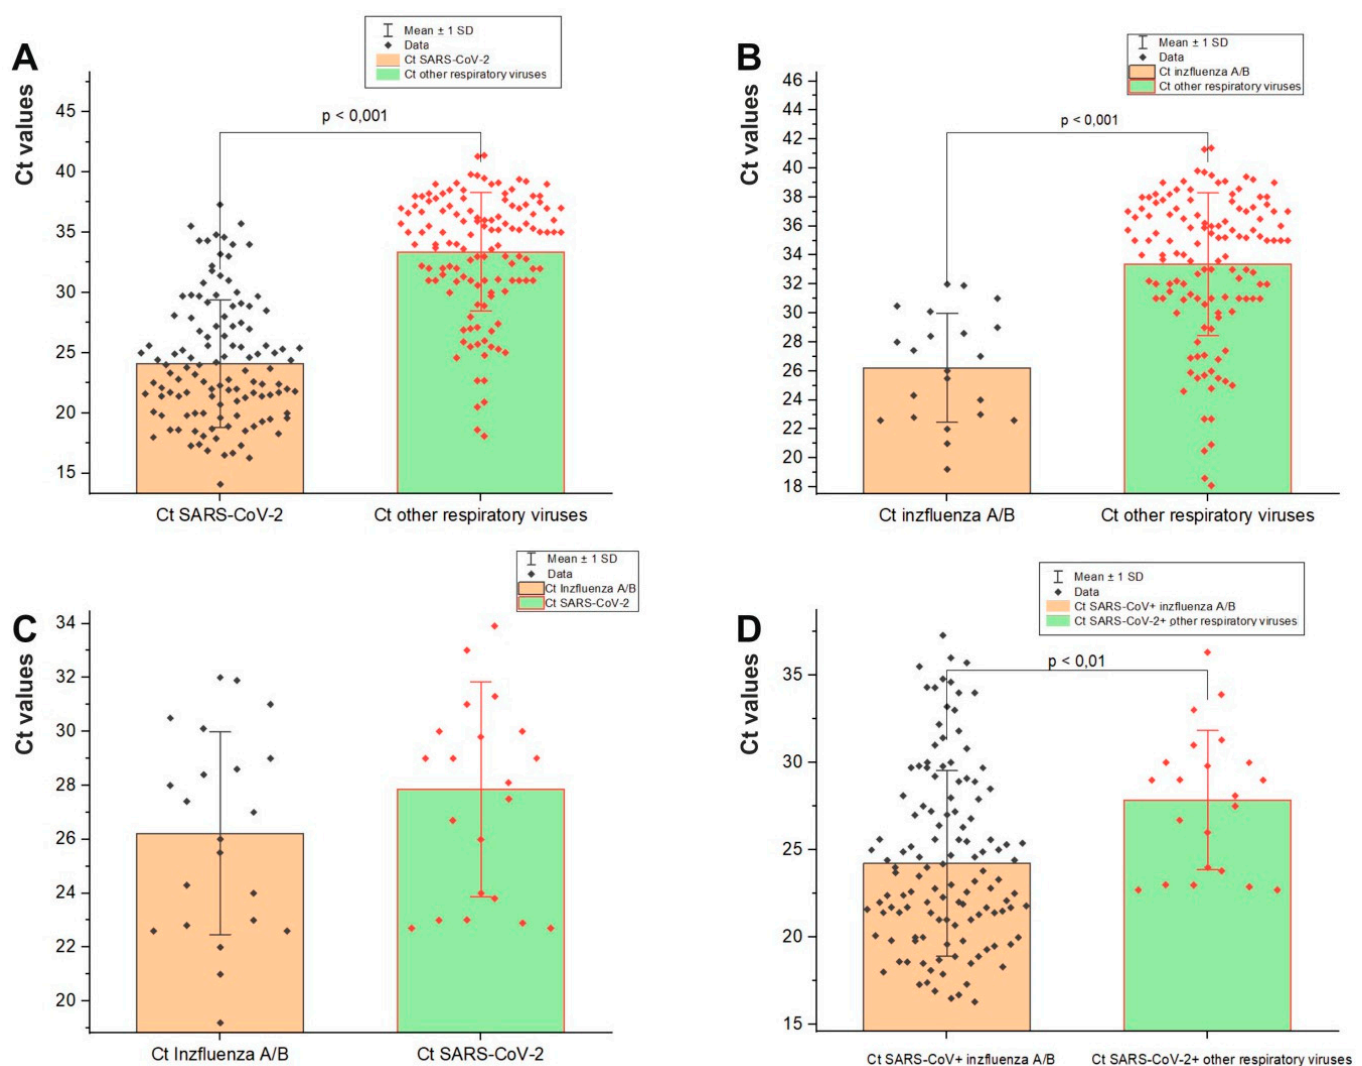 A
Mean ± 1 SD
Data
Ct SARS-CoV-2
Ct other respiratory viruses
Ct values
45
40
35
30
25
20
15
p < 0,001
Ct SARS-CoV-2
Ct other respiratory viruses
B
Mean ± 1 SD
Data
Ct inzfluenza A/B
Ct other respiratory viruses
Ct values
46
44
42
40
38
36
34
32
30
28
26
24
22
20
18
p < 0,001
Ct inzfluenza A/B
Ct other respiratory viruses
C
Mean ± 1 SD
Data
Ct Inzfluenza A/B
Ct SARS-CoV-2
Ct values
34
32
30
28
26
24
22
20
Ct Inzfluenza A/B
Ct SARS-CoV-2
D
Mean ± 1 SD
Data
Ct SARS-CoV+ inzfluenza A/B
Ct SARS-CoV-2+ other respiratory viruses
Ct values
35
30
25
20
15
p < 0,01
Ct SARS-CoV+ inzfluenza A/B
Ct SARS-CoV-2+ other respiratory viruses